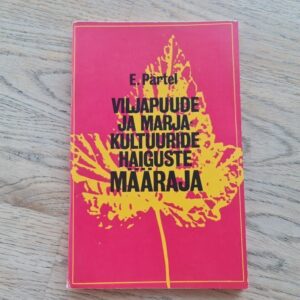 E. Pärtel
VILJAPUUDE
JA MARJA-
KULTUURIDE
HAIGUSTE
MÄÄRAJA